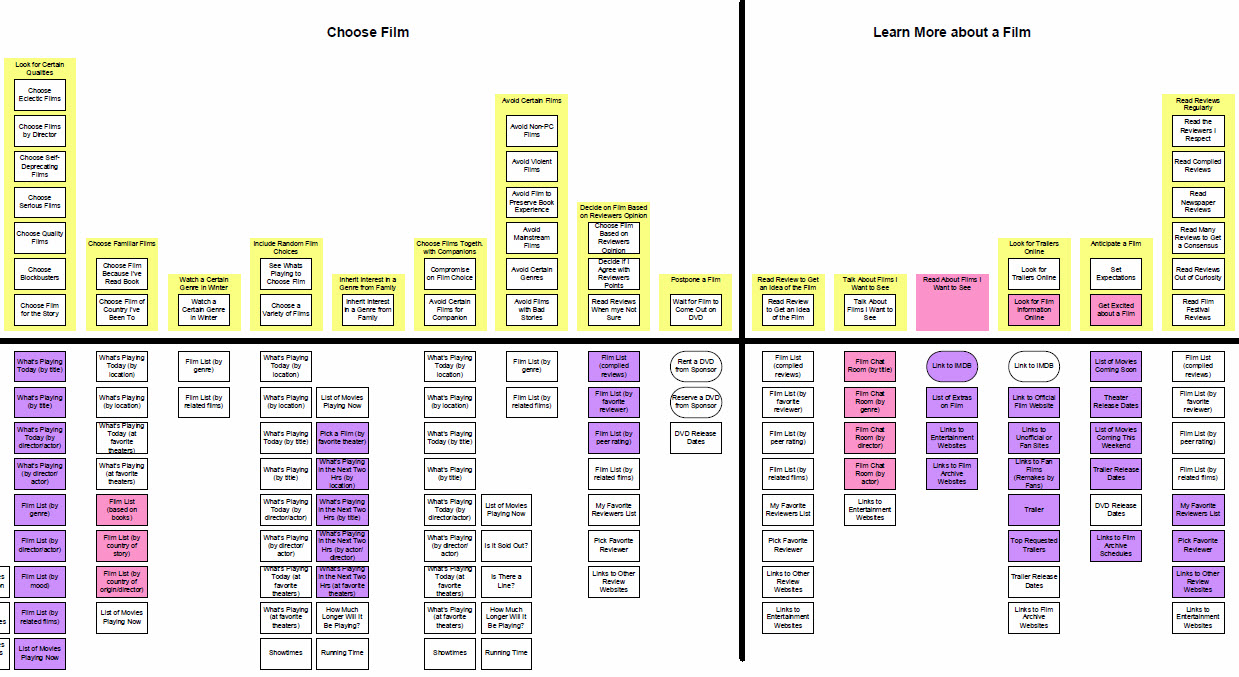 Choose Film
Look for Certain
Qualities
Choose
Eclectic Films
Choose Films
by Director
Choose Self-
Deprecating
Films
Choose
Serious Films
Choose Quality
Films
Choose
Blockbusters
Choose Film
for the Story
Choose Familiar Films
Choose Film
Because I've
Read Book
Choose Film of
Country I've
Been To
Watch a Certain
Genre in Winter
Watch a
Certain Genre
in Winter
Include Random Film
Choices
See Whats
Playing to
Choose Film
Choose a
Variety of Films
Inherit Interest in a
Genre from Family
Inherit Interest
in a Genre from
Family
Choose Films Togeth.
with Companions
Compromise
on Film Choice
Avoid Certain
Films for
Companion
Avoid Certain Films
Avoid Non-PC
Films
Avoid Violent
Films
Avoid Film to
Preserve Book
Experience
Avoid
Mainstream
Films
Avoid Certain
Genres
Avoid Films
with Bad
Stories
Decide on Film Based
on Reviewers Opinion
Choose Film
Based on
Reviewers
Opinion
Decide if I
Agree with
Reviewers
Points
Read Reviews
When mye Not
Sure
Postpone a Film
Wait for Film to
Come Out on
DVD
Learn More about a Film
Read Review to Get
an Idea of the Film
Read Review
to Get an Idea
of the Film
Talk About Films I
Want to See
Talk About
Films I Want to
See
Read About Films I
Want to See
Look for Trailers
Online
Look for
Trailers Online
Look for Film
Information
Online
Anticipate a Film
Set
Expectations
Get Excited
about a Film
Read Reviews
Regularly
Read the
Reviewers I
Respect
Read Complied
Reviews
Read
Newspaper
Reviews
Read Many
Reviews to Get
a Consensus
Read Reviews
Out of Curiosity
Read Film
Festival
Reviews
What's Playing
Today (by title)
What's Playing
(by title)
What's Playing
Today (by
director/actor)
What's Playing
(by director/
actor)
Film List (by
genre)
Film List (by
director/actor)
Film List (by
mood)
Film List (by
related films)
List of Movies
Playing Now
What's Playing
Today (by
location)
What's Playing
(by location)
What's Playing
Today (at
favorite
theaters)
What's Playing
(at favorite
theaters)
Film List
(based on
books)
Film List (by
country of
story)
Film List (by
country of
origin/director)
List of Movies
Playing Now
Film List (by
genre)
Film List (by
related films)
What's Playing
Today (by
location)
What's Playing
(by location)
What's Playing
Today (by title)
What's Playing
(by title)
What's Playing
Today (by
director/actor)
What's Playing
(by director/
actor)
What's Playing
Today (at
favorite
theaters)
What's Playing
(at favorite
theaters)
Showtimes
List of Movies
Playing Now
Pick a Film (by
favorite theater)
What's Playing
in the Next Two
Hrs (by
location)
What's Playing
in the Next Two
Hrs (by title)
What's Playing
in the Next Two
Hrs (by actor/
director)
What's Playing
in the Next Two
Hrs (at favorite
theaters)
How Much
Longer Will It
Be Playing?
Running Time
What's Playing
Today (by
location)
What's Playing
(by location)
What's Playing
Today (by title)
What's Playing
(by title)
What's Playing
Today (by
director/actor)
What's Playing
(by director/
actor)
What's Playing
Today (at
favorite
theaters)
What's Playing
(at favorite
theaters)
Showtimes
List of Movies
Playing Now
Is it Sold Out?
Is There a
Line?
How Much
Longer Will It
Be Playing?
Running Time
Film List (by
genre)
Film List (by
related films)
Film List
(compiled
reviews)
Film List (by
favorite
reviewer)
Film List (by
peer rating)
Film List (by
related films)
My Favorite
Reviewers List
Pick Favorite
Reviewer
Links to Other
Review
Websites
Rent a DVD
from Sponsor
Reserve a DVD
from Sponsor
DVD Release
Dates
Film List
(compiled
reviews)
Film List (by
favorite
reviewer)
Film List (by
peer rating)
Film List (by
related films)
My Favorite
Reviewers List
Pick Favorite
Reviewer
Links to Other
Review
Websites
Links to
Entertainment
Websites
Film Chat
Room (by title)
Film Chat
Room (by
genre)
Film Chat
Room (by
director)
Film Chat
Room (by
actor)
Links to
Entertainment
Websites
Link to IMDB
List of Extras
on Film
Links to
Entertainment
Websites
Links to Film
Archive
Websites
Link to IMDB
Link to Official
Film Website
Links to
Unofficial or
Fan Sites
Links to Fan
Films
(Remakes by
Fans)
Trailer
Top Requested
Trailers
Trailer Release
Dates
Links to Film
Archive
Websites
List of Movies
Coming Soon
Theater
Release Dates
List of Movies
Coming This
Weekend
Trailer Release
Dates
DVD Release
Dates
Links to Film
Archive
Schedules
Film List
(compiled
reviews)
Film List (by
favorite
reviewer)
Film List (by
peer rating)
Film List (by
related films)
My Favorite
Reviewers List
Pick Favorite
Reviewer
Links to Other
Review
Websites
Links to
Entertainment
Websites